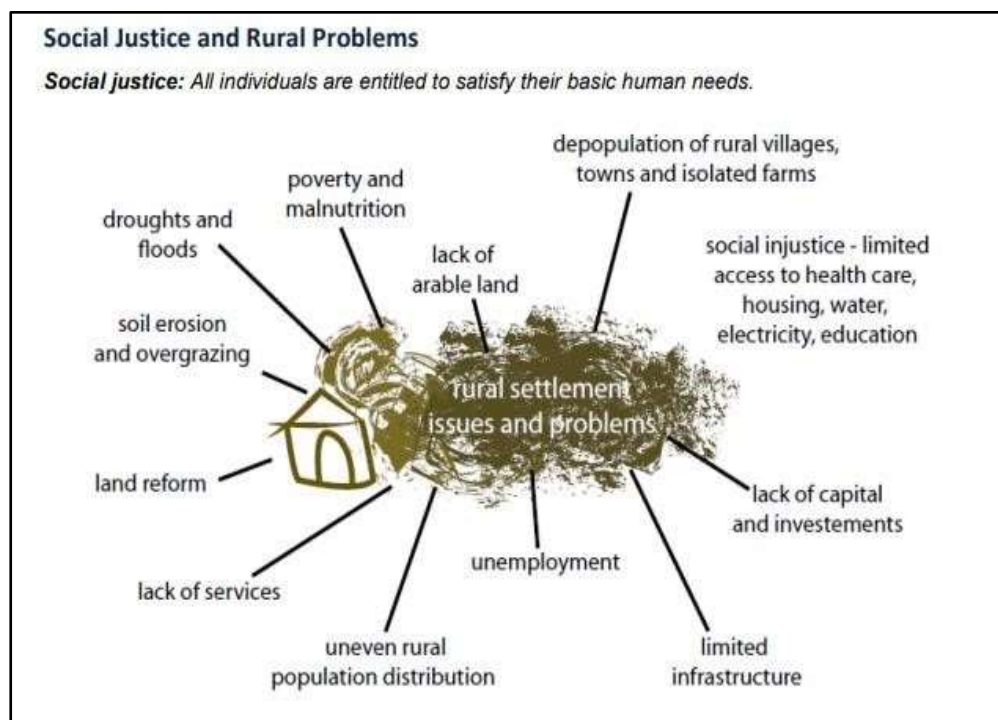 Social Justice and Rural Problems
Social justice: All individuals are entitled to satisfy their basic human needs.
depopulation of rural villages,
towns and isolated farms
poverty and
malnutrition
droughts and
floods
lack of
arable land
social injustice - limited
access to health care,
housing, water,
electricity, education
soil erosion
and overgrazing
rural settlement
issues and problems
land reform
lack of capital
and investements
unemployment
lack of services
uneven rural
population distribution
limited
infrastructure